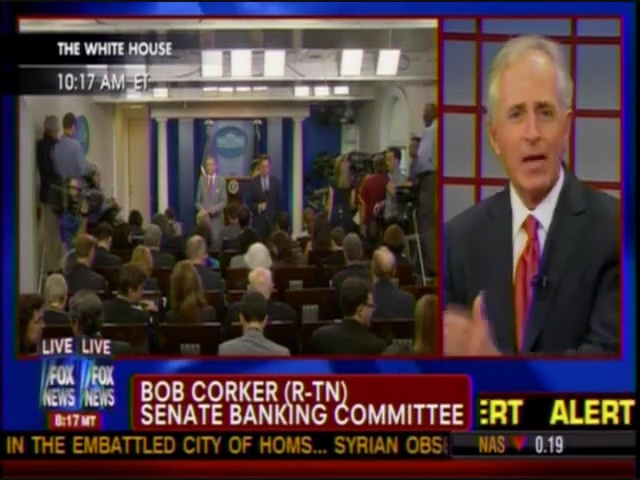 THE WHITE HOUSE
10:17 AM ET
LIVE LIVE
FOX NEWS
FOX NEWS
8:17 MT
BOB CORKER (R-TN)
SENATE BANKING COMMITTEE
ERT ALERT
IN THE EMBATTLED CITY OF HOMS... SYRIAN OBS
NAS 0.19